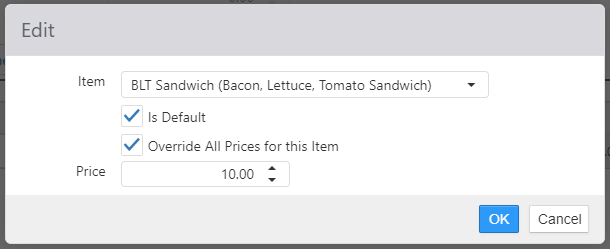 Edit
Item BLT Sandwich (Bacon, Lettuce, Tomato Sandwich)
Is Default
Override All Prices for this Item
Price 10.00
OK Cancel